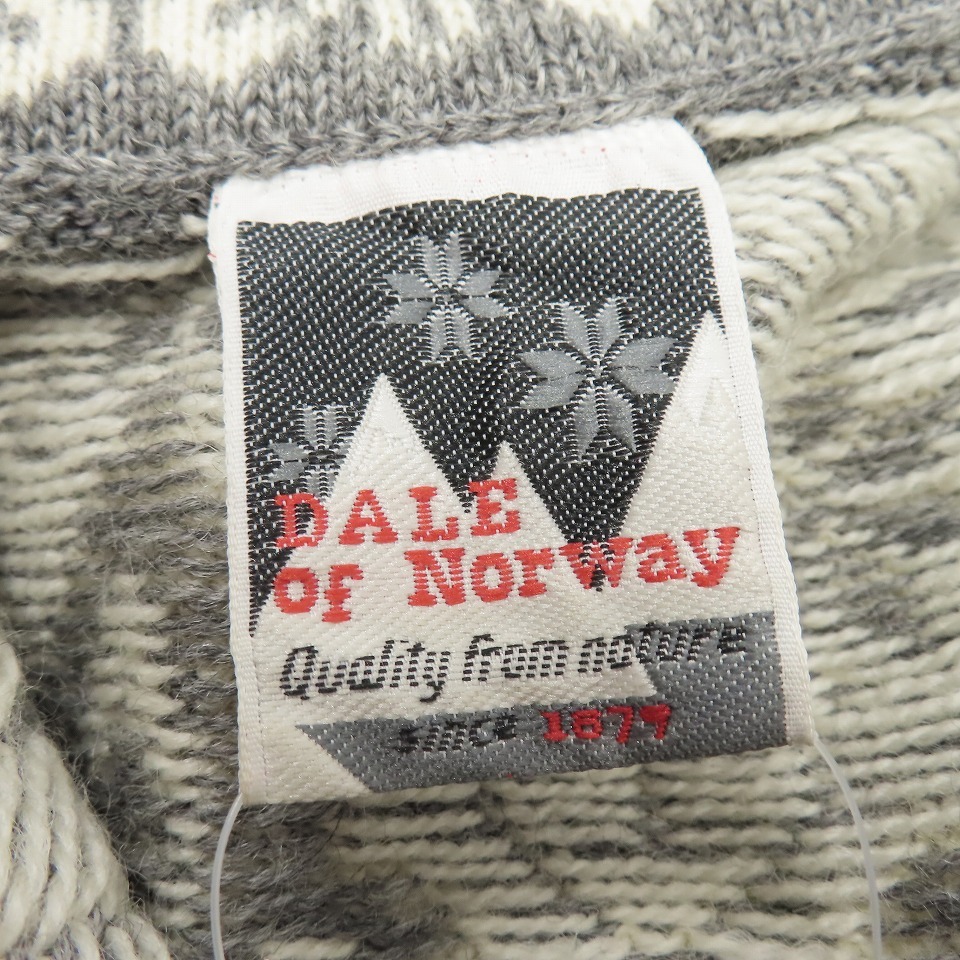 DALE
of Norway
Quality from nature
since 1879